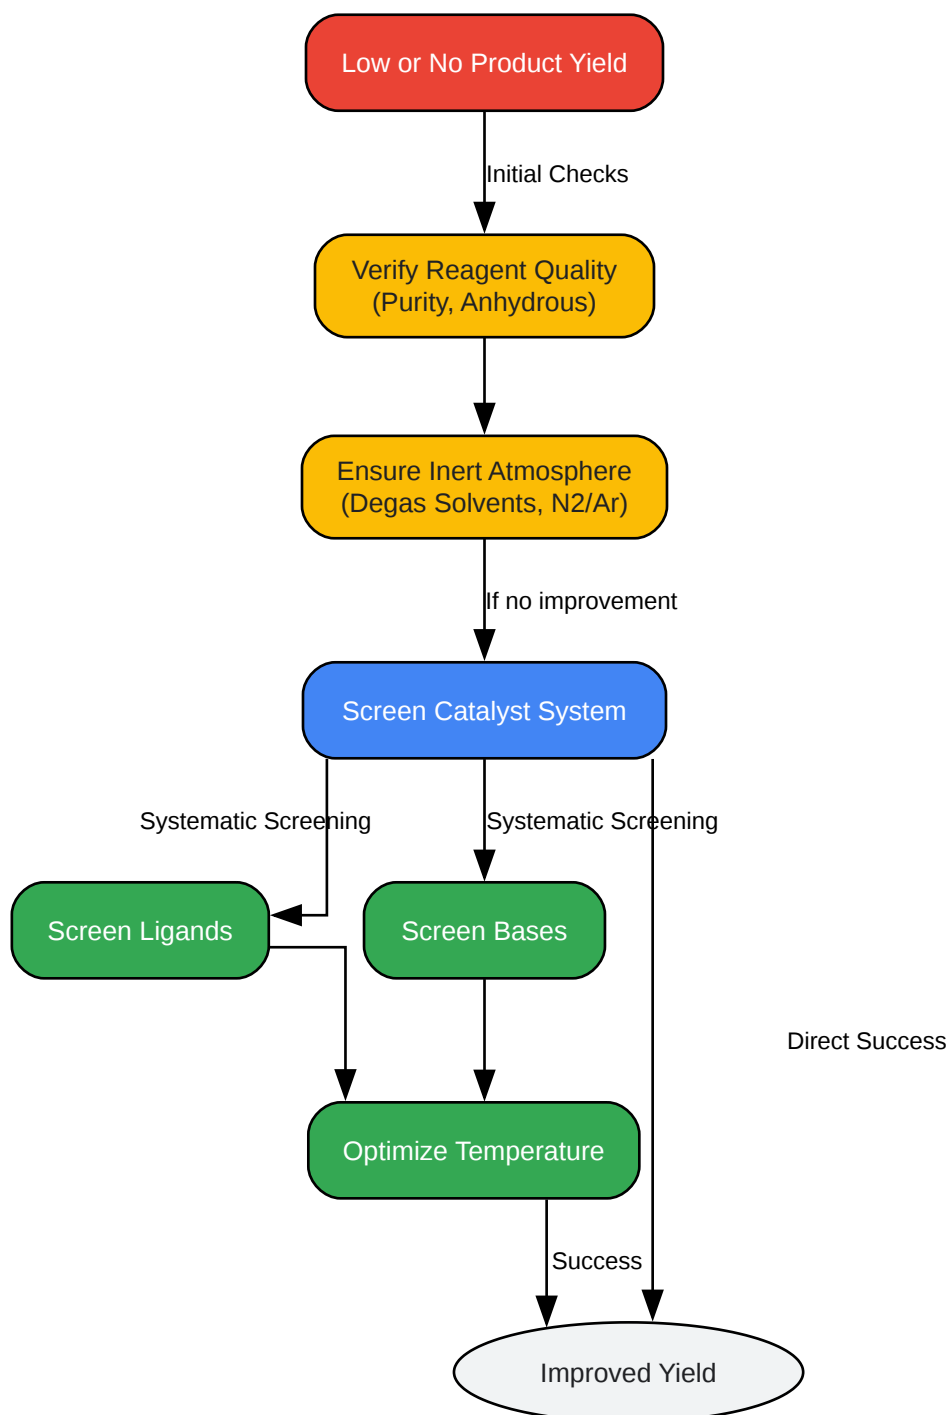 Low or No Product Yield
Initial Checks
Verify Reagent Quality
(Purity, Anhydrous)
Ensure Inert Atmosphere
(Degas Solvents, N2/Ar)
If no improvement
Screen Catalyst System
Systematic Screening
Systematic Screening
Screen Ligands
Screen Bases
Direct Success
Optimize Temperature
Success
Improved Yield